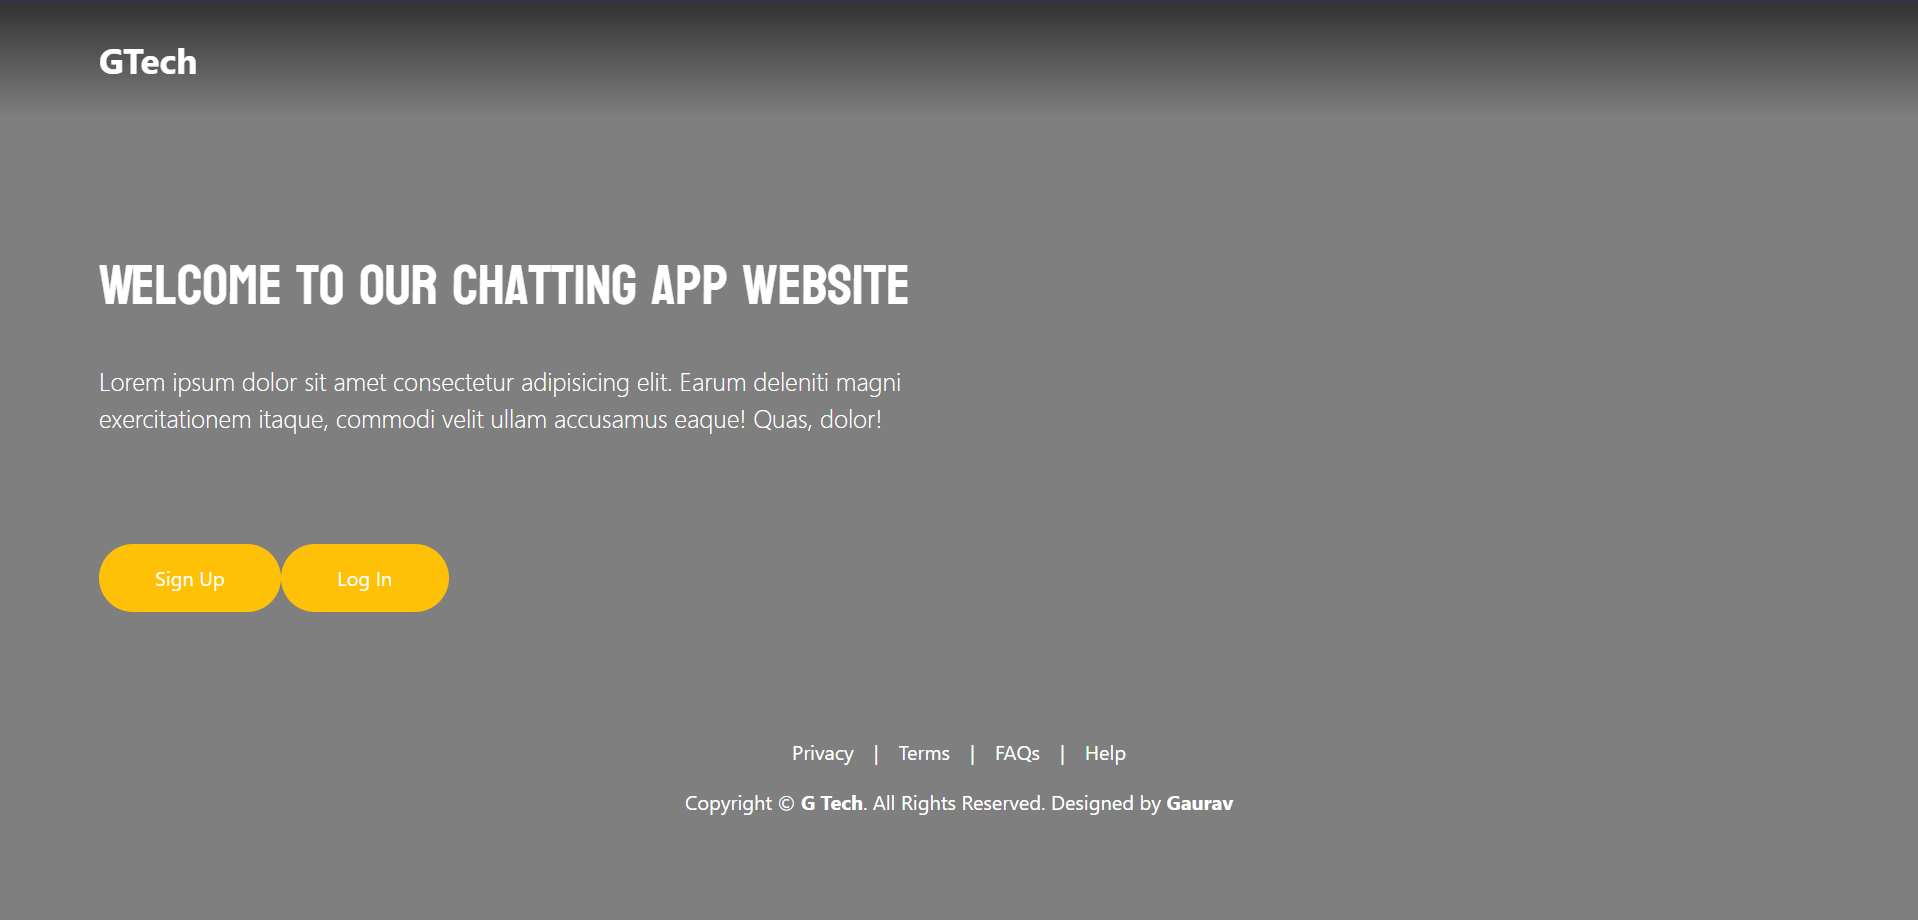 GTech
WELCOME TO OUR CHATTING APP WEBSITE
Lorem ipsum dolor sit amet consectetur adipisicing elit. Earum deleniti magni
exercitationem itaque, commodi velit ullam accusamus eaque! Quas, dolor!
Sign Up Log In
Privacy | Terms | FAQs | Help
Copyright © G Tech. All Rights Reserved. Designed by Gaurav